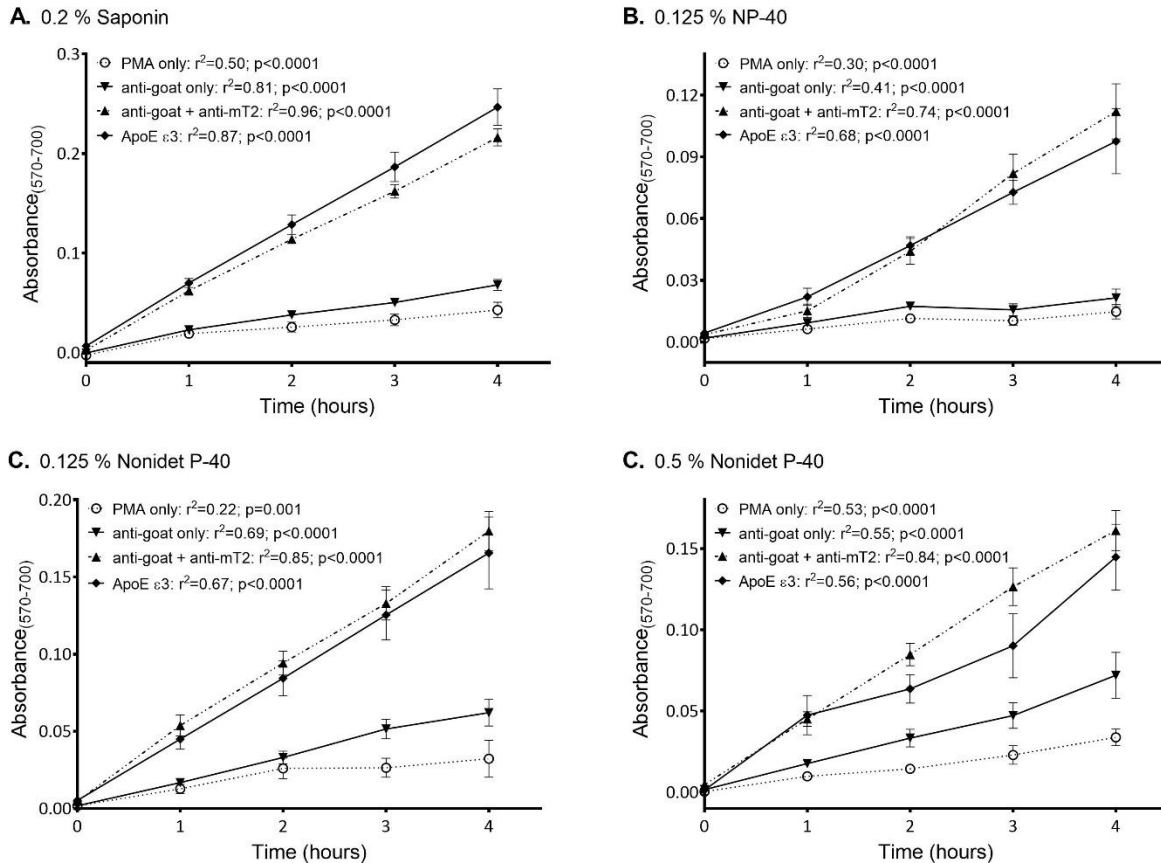 A. 0.2 % Saponin
PMA only: r²=0.50; p<0.0001
anti-goat only: r²=0.81; p<0.0001
anti-goat + anti-mT2: r²=0.96; p<0.0001
ApoE ε3: r²=0.87; p<0.0001
0.3
0.2
0.1
0.00
Absorbance(570-700)
0 1 2 3 4
Time (hours)
B. 0.125 % NP-40
PMA only: r²=0.30; p<0.0001
anti-goat only: r²=0.41; p<0.0001
anti-goat + anti-mT2: r²=0.74; p<0.0001
ApoE ε3: r²=0.68; p<0.0001
0.12
0.09
0.06
0.03
0.00
Absorbance(570-700)
0 1 2 3 4
Time (hours)
C. 0.125 % Nonidet P-40
PMA only: r²=0.22; p=0.001
anti-goat only: r²=0.69; p<0.0001
anti-goat + anti-mT2: r²=0.85; p<0.0001
ApoE ε3: r²=0.67; p<0.0001
0.20
0.15
0.10
0.05
0.00
Absorbance(570-700)
0 1 2 3 4
Time (hours)
C. 0.5 % Nonidet P-40
PMA only: r²=0.53; p<0.0001
anti-goat only: r²=0.55; p<0.0001
anti-goat + anti-mT2: r²=0.84; p<0.0001
ApoE ε3: r²=0.56; p<0.0001
0.15
0.10
0.05
0.00
Absorbance(570-700)
0 1 2 3 4
Time (hours)